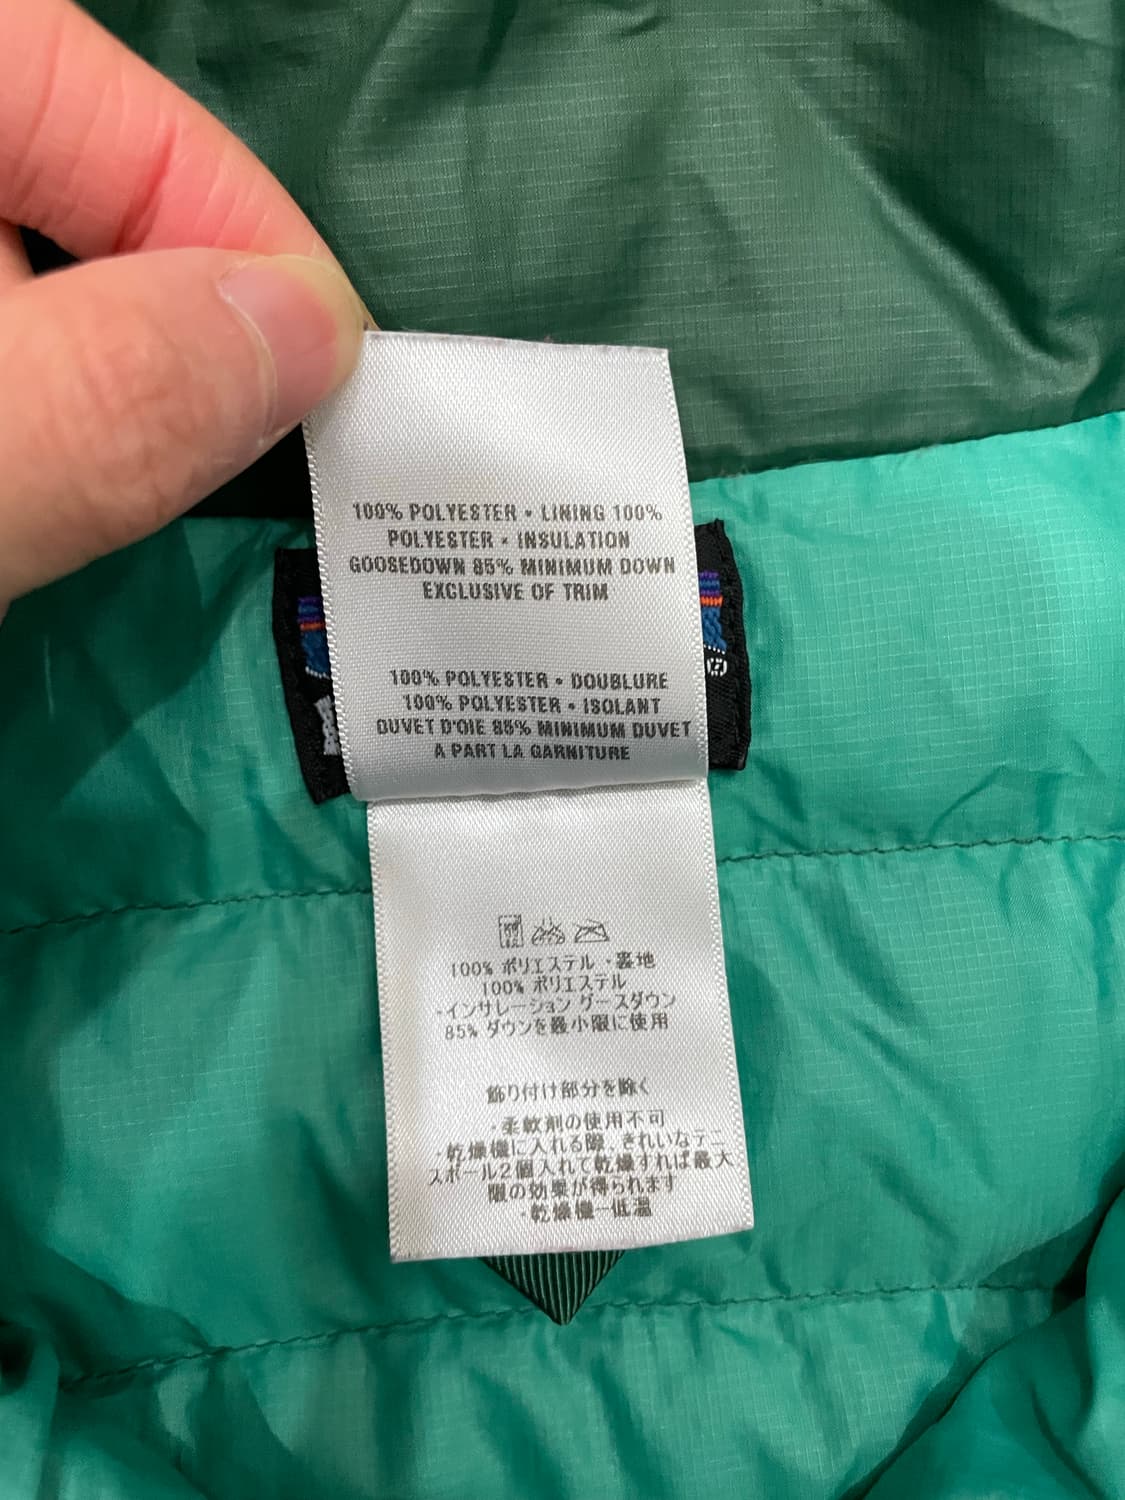 100% POLYESTER • LINING 100%
POLYESTER • INSULATION
GOOSEDOWN 85% MINIMUM DOWN
EXCLUSIVE OF TRIM
100% POLYESTER • DOUBLURE
100% POLYESTER • ISOLANT
DUVET D'OIE 85% MINIMUM DUVET
A PART LA GARNITURE
100% ポリエステル ・裏地
100% ポリエステル
・インサレーション グースダウン
85% ダウンを最小限に使用
飾り付け部分を除く
・柔軟剤の使用不可
・乾燥機に入れる際、きれいなテニ
スボール2個入れて乾燥すれば最大
限の効果が得られます
・乾燥機ー低温